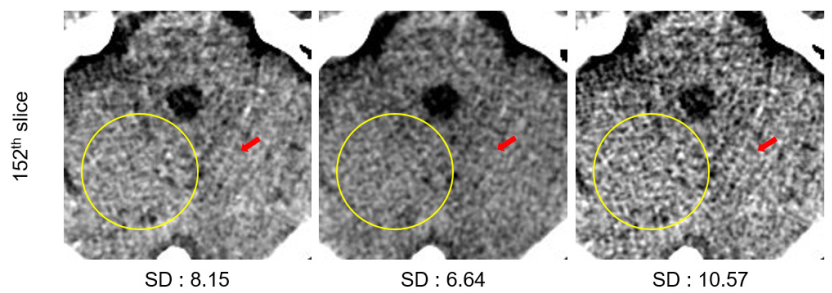 152th slice
SD : 8.15
SD : 6.64
SD : 10.57